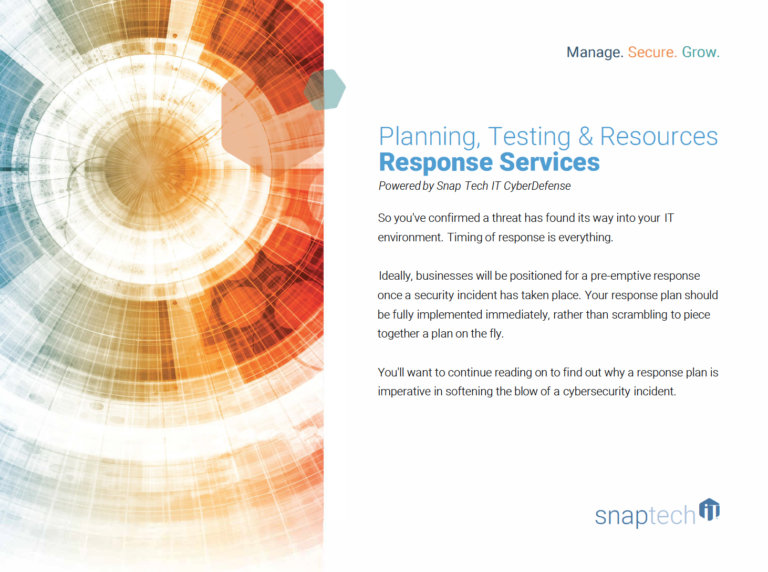 Manage. Secure. Grow.
Planning, Testing & Resources
Response Services
Powered by Snap Tech IT CyberDefense
So you've confirmed a threat has found its way into your IT
environment. Timing of response is everything.
Ideally, businesses will be positioned for a pre-emptive response
once a security incident has taken place. Your response plan should
be fully implemented immediately, rather than scrambling to piece
together a plan on the fly.
You'll want to continue reading on to find out why a response plan is
imperative in softening the blow of a cybersecurity incident.
snaptech iT